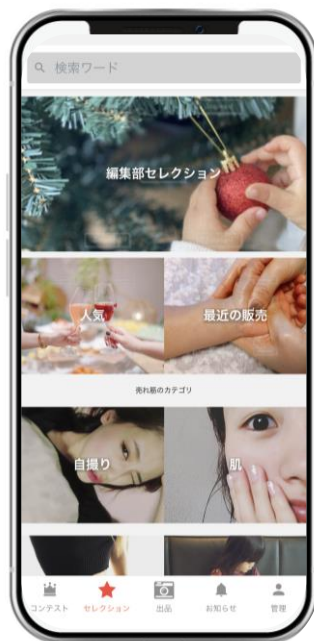 検索ワード
編集部セレクション
人気
最近の販売
売れ筋のカテゴリ
自撮り
肌
コンテスト
セレクション
出品
お知らせ
管理